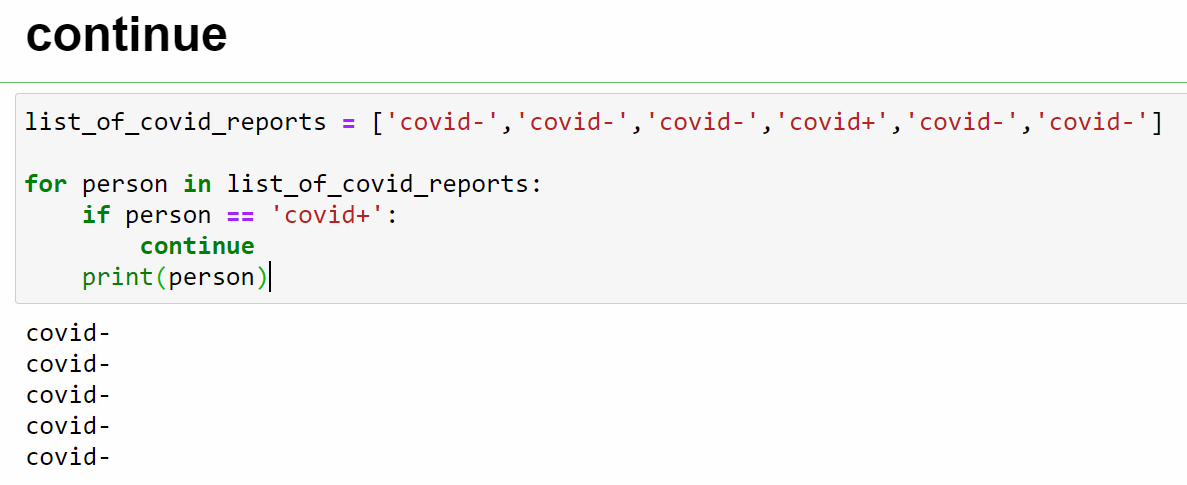 continue
list_of_covid_reports = ['covid-','covid-','covid-','covid+','covid-','covid-']
for person in list_of_covid_reports:
    if person == 'covid+':
        continue
    print(person)
covid-
covid-
covid-
covid-
covid-